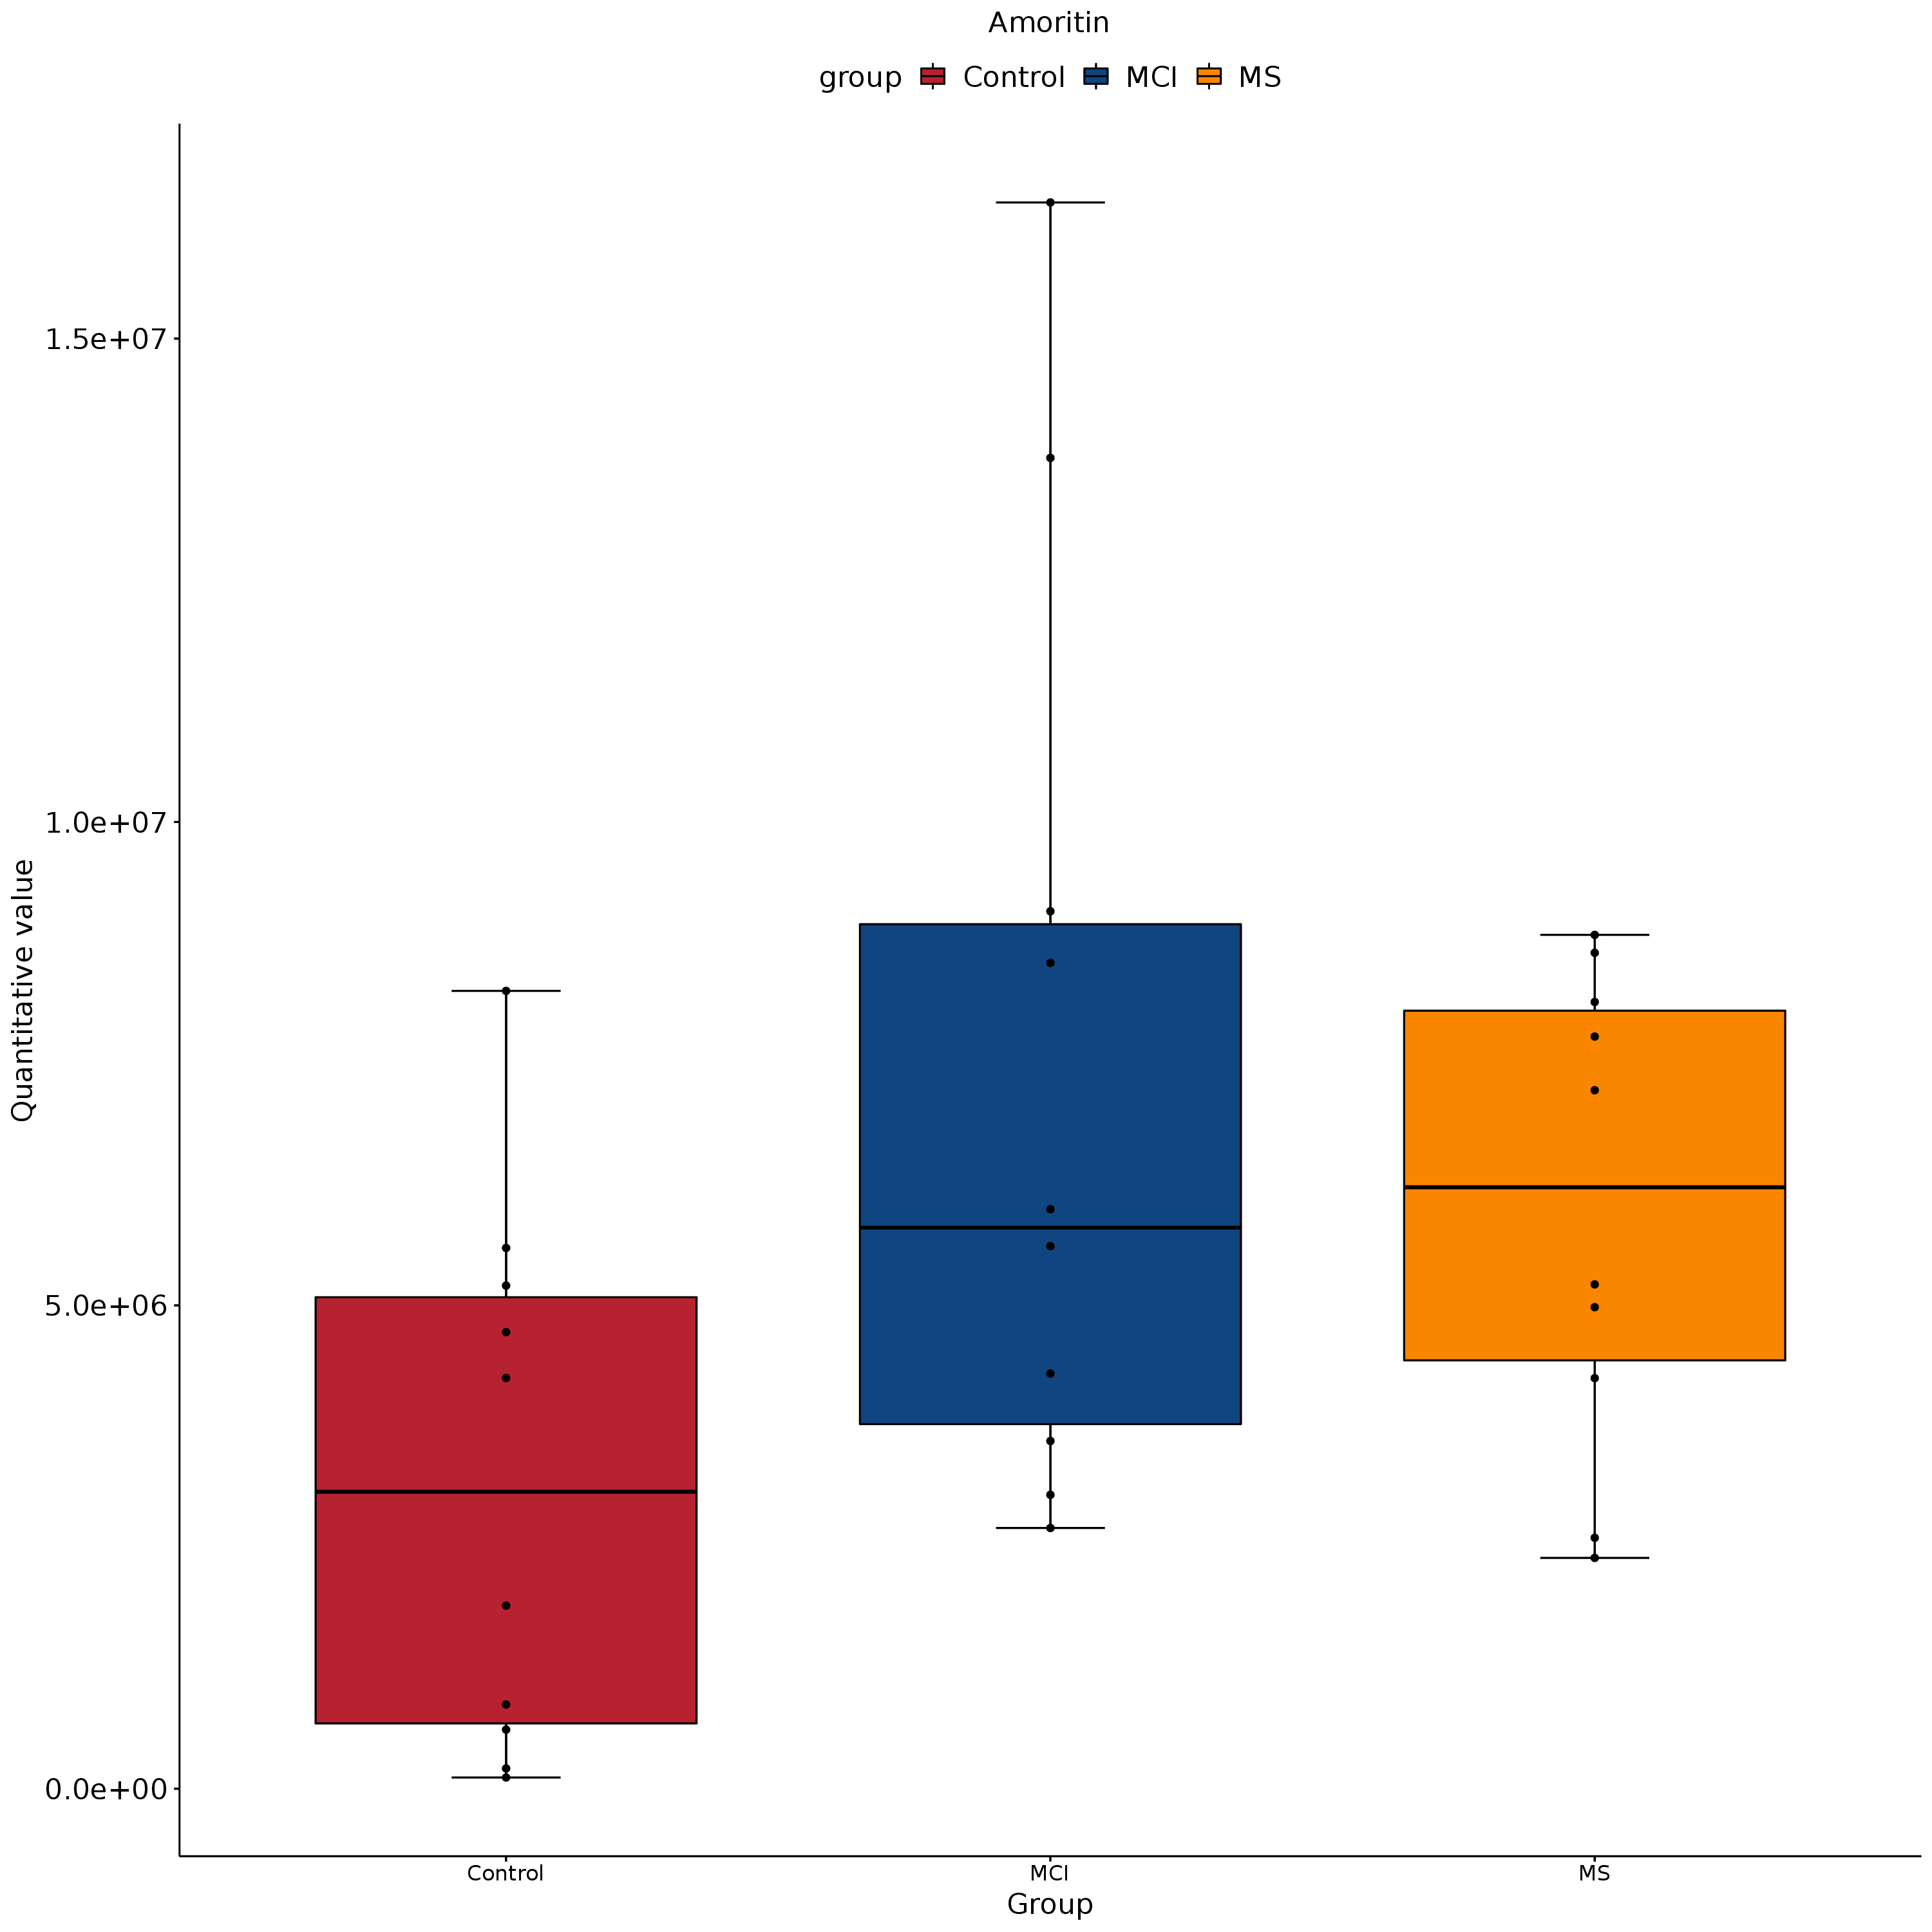 Amoritin
group Control MCI MS
1.5e+07
1.0e+07
5.0e+06
0.0e+00
Quantitative value
Control MCI MS
Group